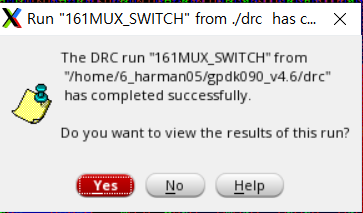 Run "161MUX_SWITCH" from ./drc has c...
The DRC run "161MUX_SWITCH" from
"/home/6_harman05/gpdk090_v4.6/drc"
has completed successfully.
Do you want to view the results of this run?
Yes No Help